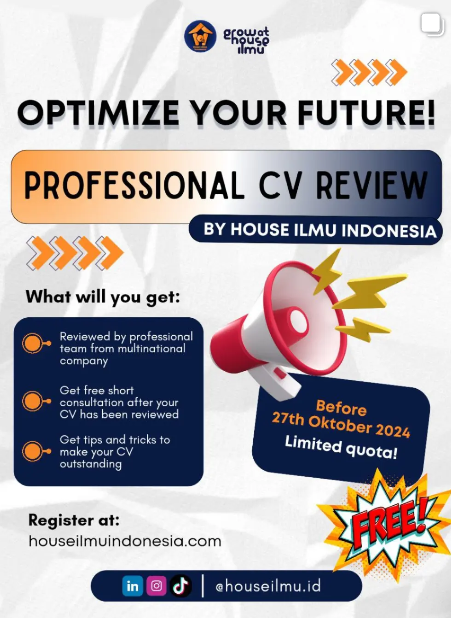 grow at
house
ilmu
OPTIMIZE YOUR FUTURE!
PROFESSIONAL CV REVIEW
BY HOUSE ILMU INDONESIA
What will you get:
Reviewed by professional
team from multinational
company
Get free short
consultation after your
CV has been reviewed
Get tips and tricks to
make your CV
outstanding
Before
27th Oktober 2024
Limited quota!
FREE!
Register at:
houseilmuindonesia.com
in
@houseilmu.id